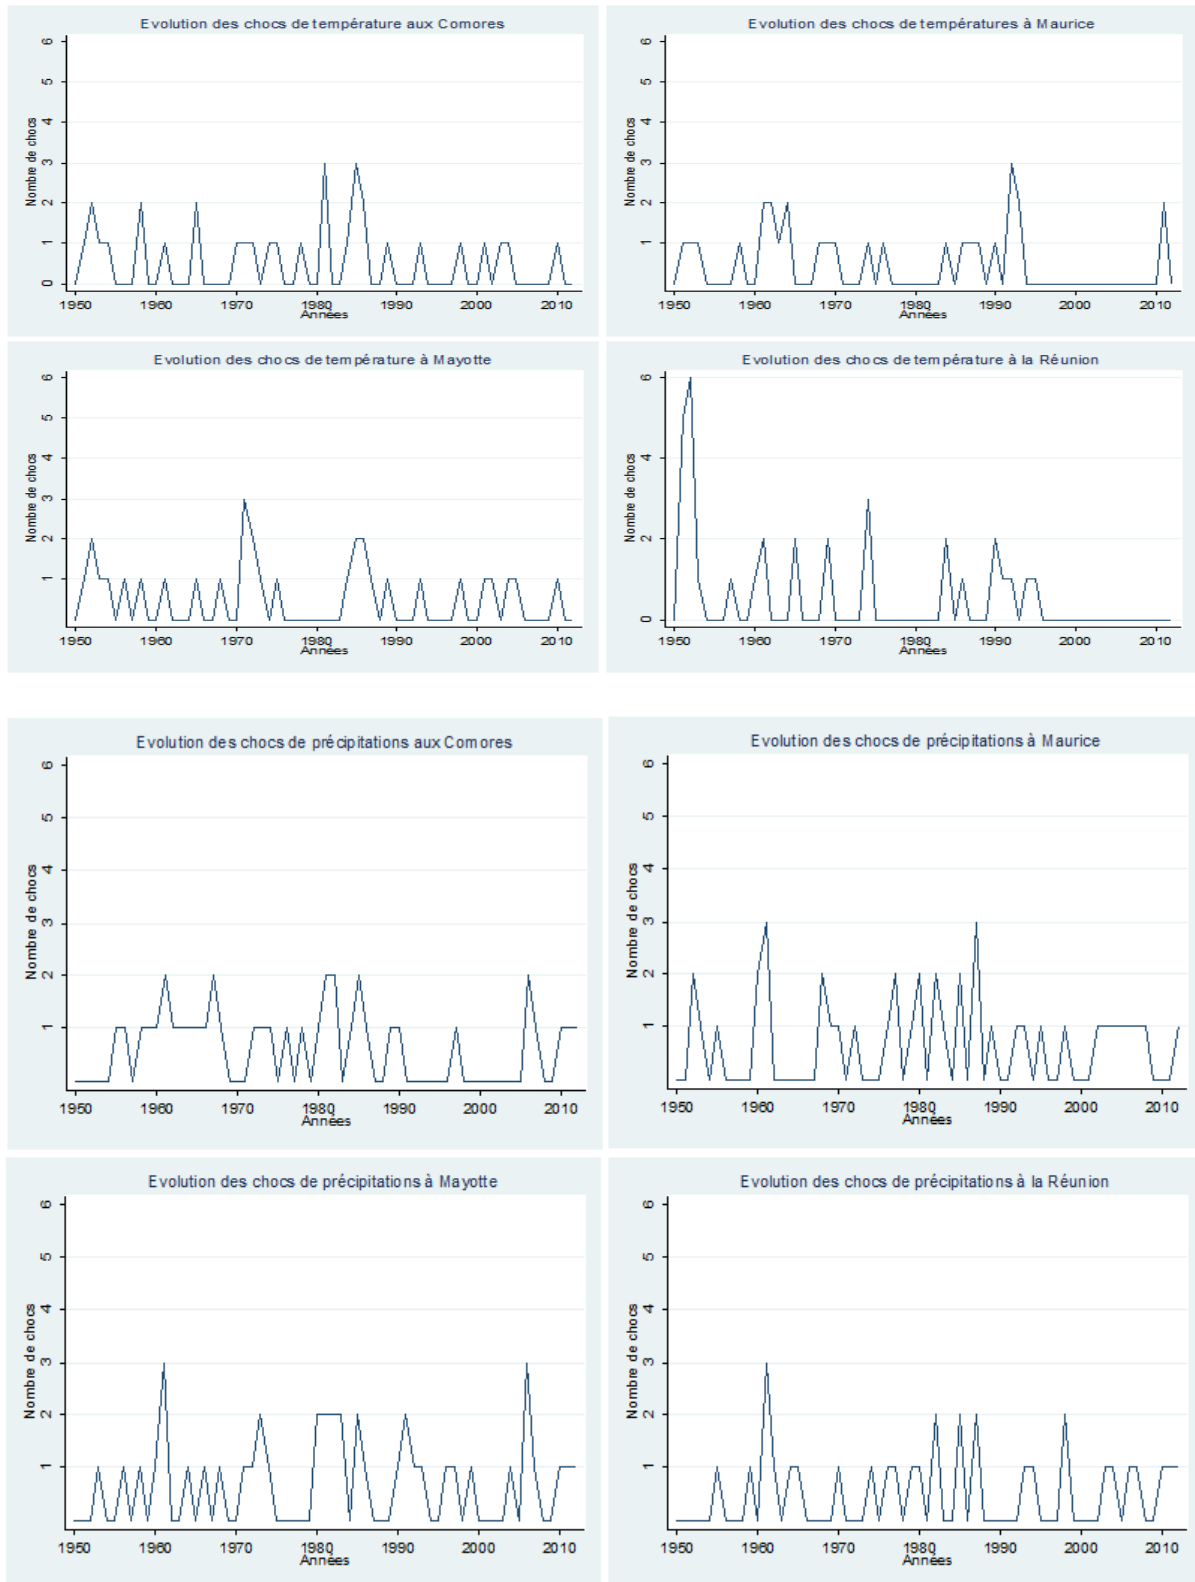 Evolution des chocs de température aux Comores
6
5
4
3
2
1
0
Nombre de chocs
1950 1960 1970 1980 1990 2000 2010
Années
Evolution des chocs de températures à Maurice
6
5
4
3
2
1
0
Nombre de chocs
1950 1960 1970 1980 1990 2000 2010
Années
Evolution des chocs de température à Mayotte
6
5
4
3
2
1
Nombre de chocs
1950 1960 1970 1980 1990 2000 2010
Années
Evolution des chocs de température à la Réunion
6
4
2
0
Nombre de chocs
1950 1960 1970 1980 1990 2000 2010
Années
Evolution des chocs de précipitations aux Comores
6
5
4
3
2
1
Nombre de chocs
1950 1960 1970 1980 1990 2000 2010
Années
Evolution des chocs de précipitations à Maurice
6
5
4
3
2
1
Nombre de chocs
1950 1960 1970 1980 1990 2000 2010
Années
Evolution des chocs de précipitations à Mayotte
6
5
4
3
2
1
Nombre de chocs
1950 1960 1970 1980 1990 2000 2010
Années
Evolution des chocs de précipitations à la Réunion
6
5
4
3
2
1
Nombre de chocs
1950 1960 1970 1980 1990 2000 2010
Années